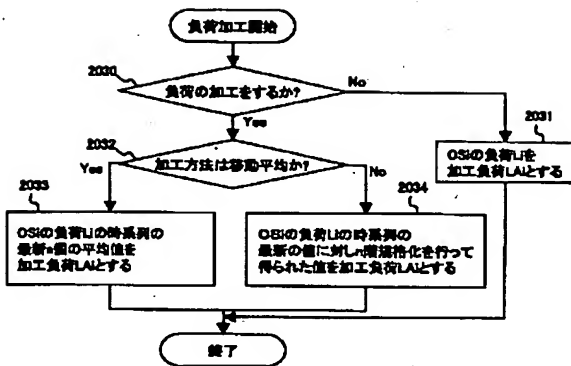 負荷加工開始
2030
負荷の加工をするか?
No
Yes
2031
OSiの負荷Liを
加工負荷LAiとする
2032
加工方法は移動平均か?
Yes
No
2033
OSiの負荷Liの時系列の
最新n個の平均値を
加工負荷LAiとする
2034
OSiの負荷Liの時系列の
最新の値に対しn階差格化を行って
得られた値を加工負荷LAiとする
終了